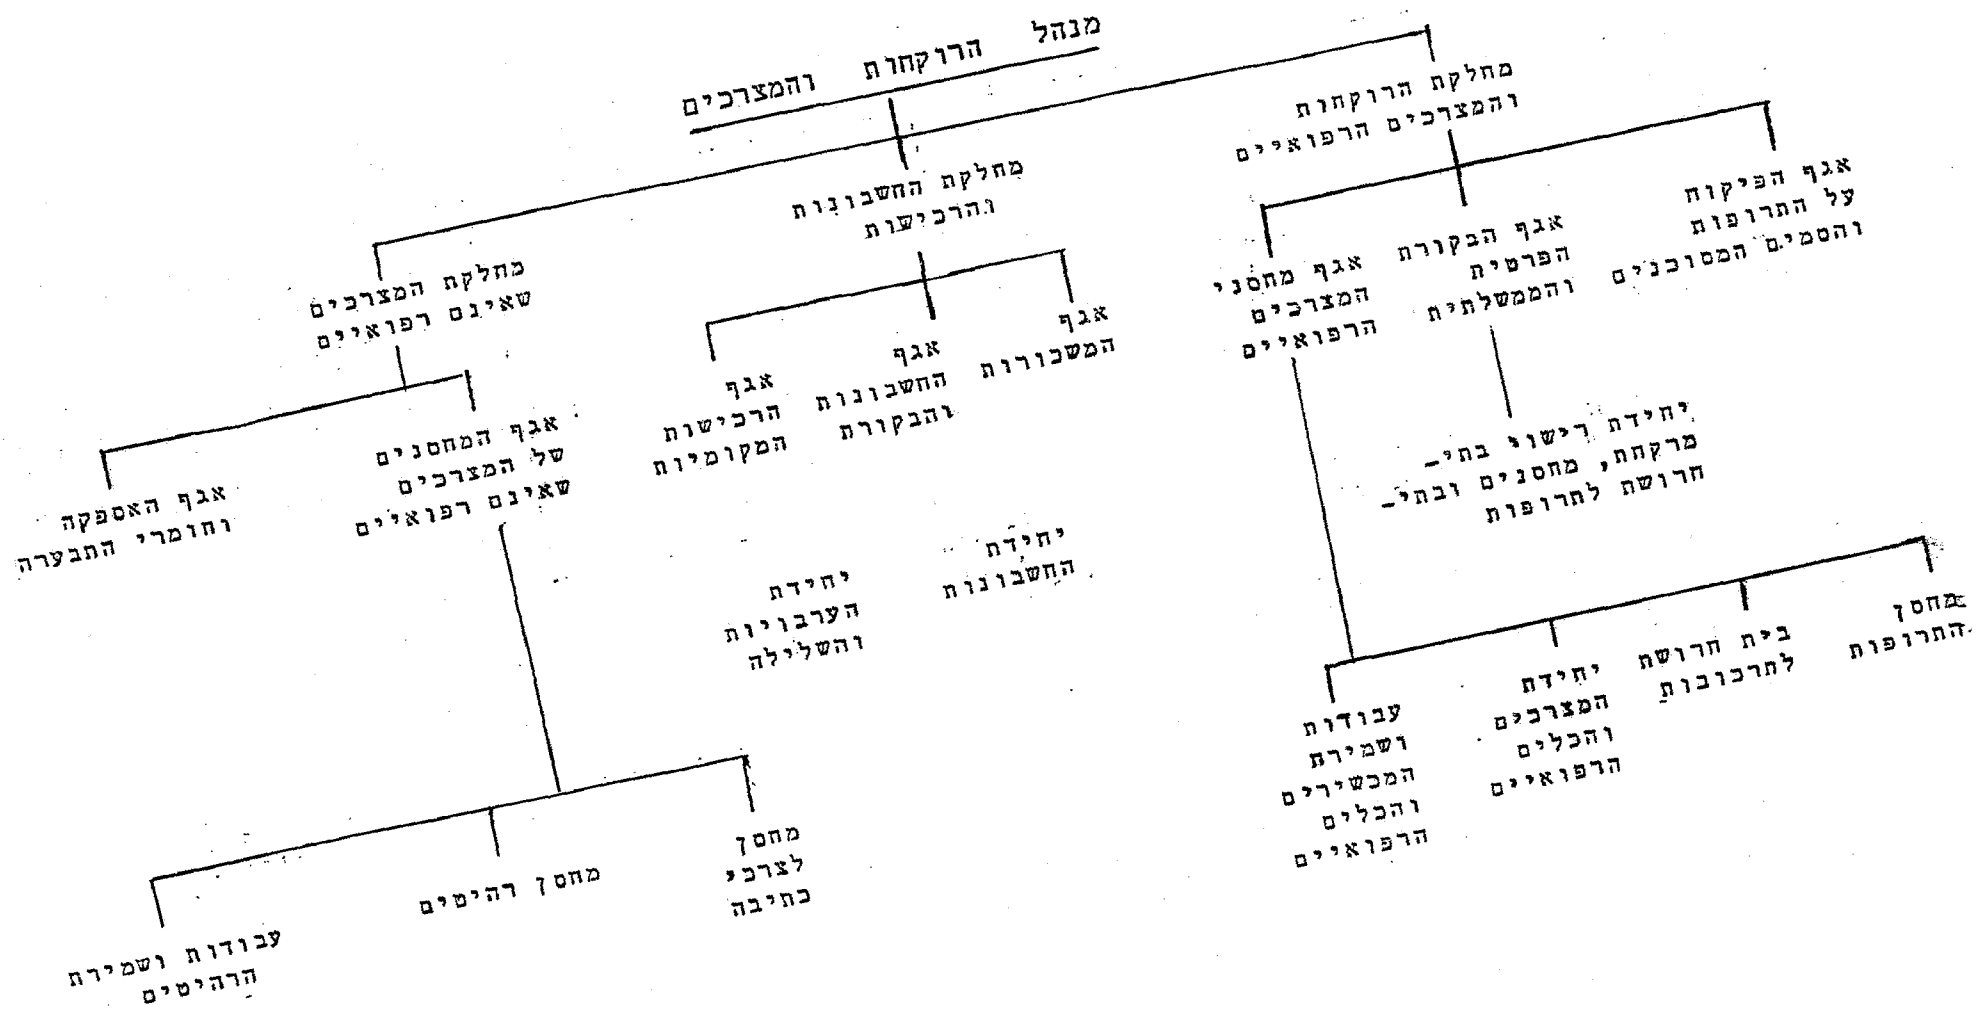 מנהל הרוקחות והמצרכים
מחלקת הרוקחות
והמצרכים הרפואיים
אגף הפיקוח
על התרופות
והסמים המסוכנים
אגף הבקורת
הפרטית
והממשלתית
יחידת רישוי בתי-
מרקחת, מחסנים ובתי-
חרושת לתרופות
אגף מחסני
המצרכים
הרפואיים
מחסן
התרופות
בית חרושת
לתרכובות
יחידת
המצרכים
והכלים
הרפואיים
עבודות
ושמירת
המכשירים
והכלים
הרפואיים
מחלקת החשבונות
והרכישות
אגף
המשכורות
אגף
החשבונות
והבקורת
אגף
הרכישות
המקומיות
יחידת
החשבונות
יחידת
הערבויות
והשלילה
מחלקת המצרכים
שאינם רפואיים
אגף המחסנים
של המצרכים
שאינם רפואיים
אגף האספקה
וחומרי התבערה
מחסן
לצרכי
כתיבה
מחסן רהיטים
עבודות ושמירת
הרהיטים